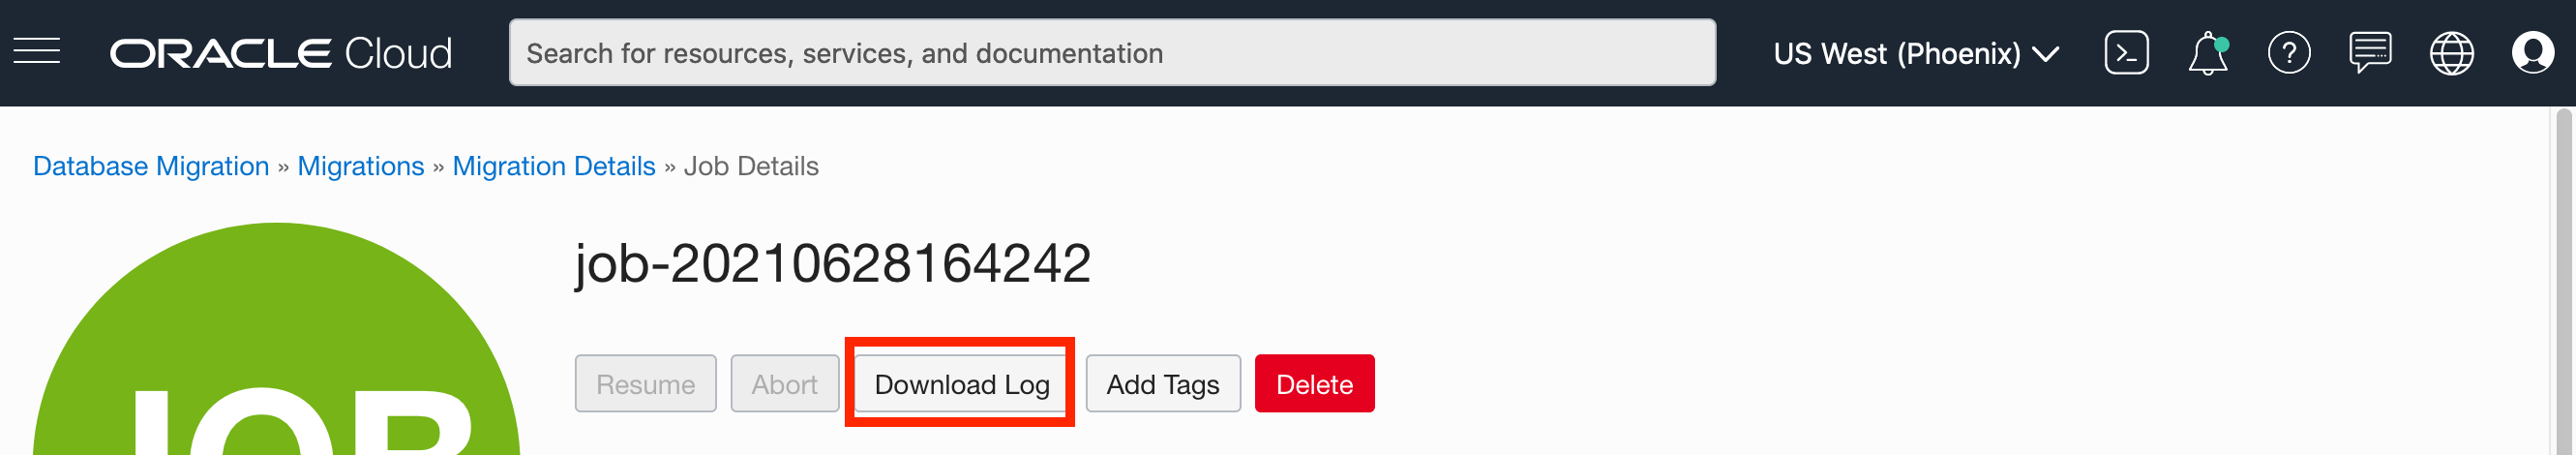 ORACLE Cloud Search for resources, services, and documentation US West (Phoenix)
Database Migration » Migrations » Migration Details » Job Details
job-20210628164242
Resume Abort Download Log Add Tags Delete
JOB